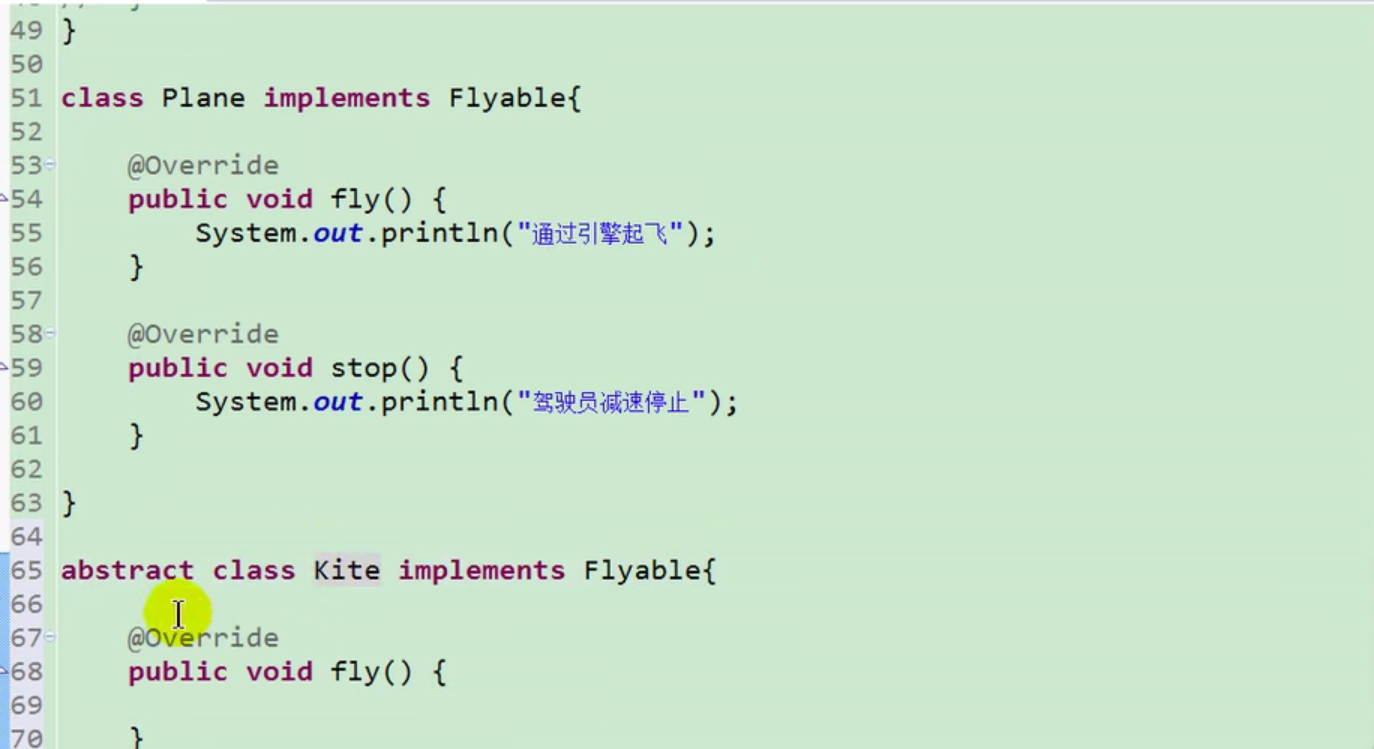 49 }
50
51 class Plane implements Flyable{
52
53 @Override
54 public void fly() {
55 System.out.println("通过引擎起飞");
56 }
57
58 @Override
59 public void stop() {
60 System.out.println("驾驶员减速停止");
61 }
62
63 }
64
65 abstract class Kite implements Flyable{
66
67 @Override
68 public void fly() {
69
70 }